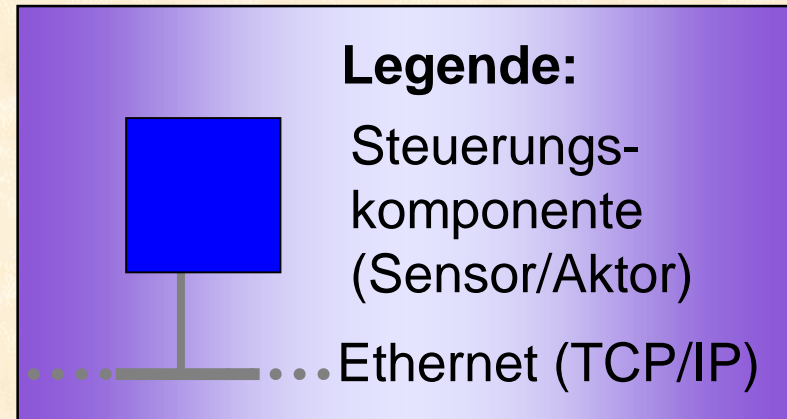 Legende:
Steuerungs-
komponente
(Sensor/Aktor)
Ethernet (TCP/IP)